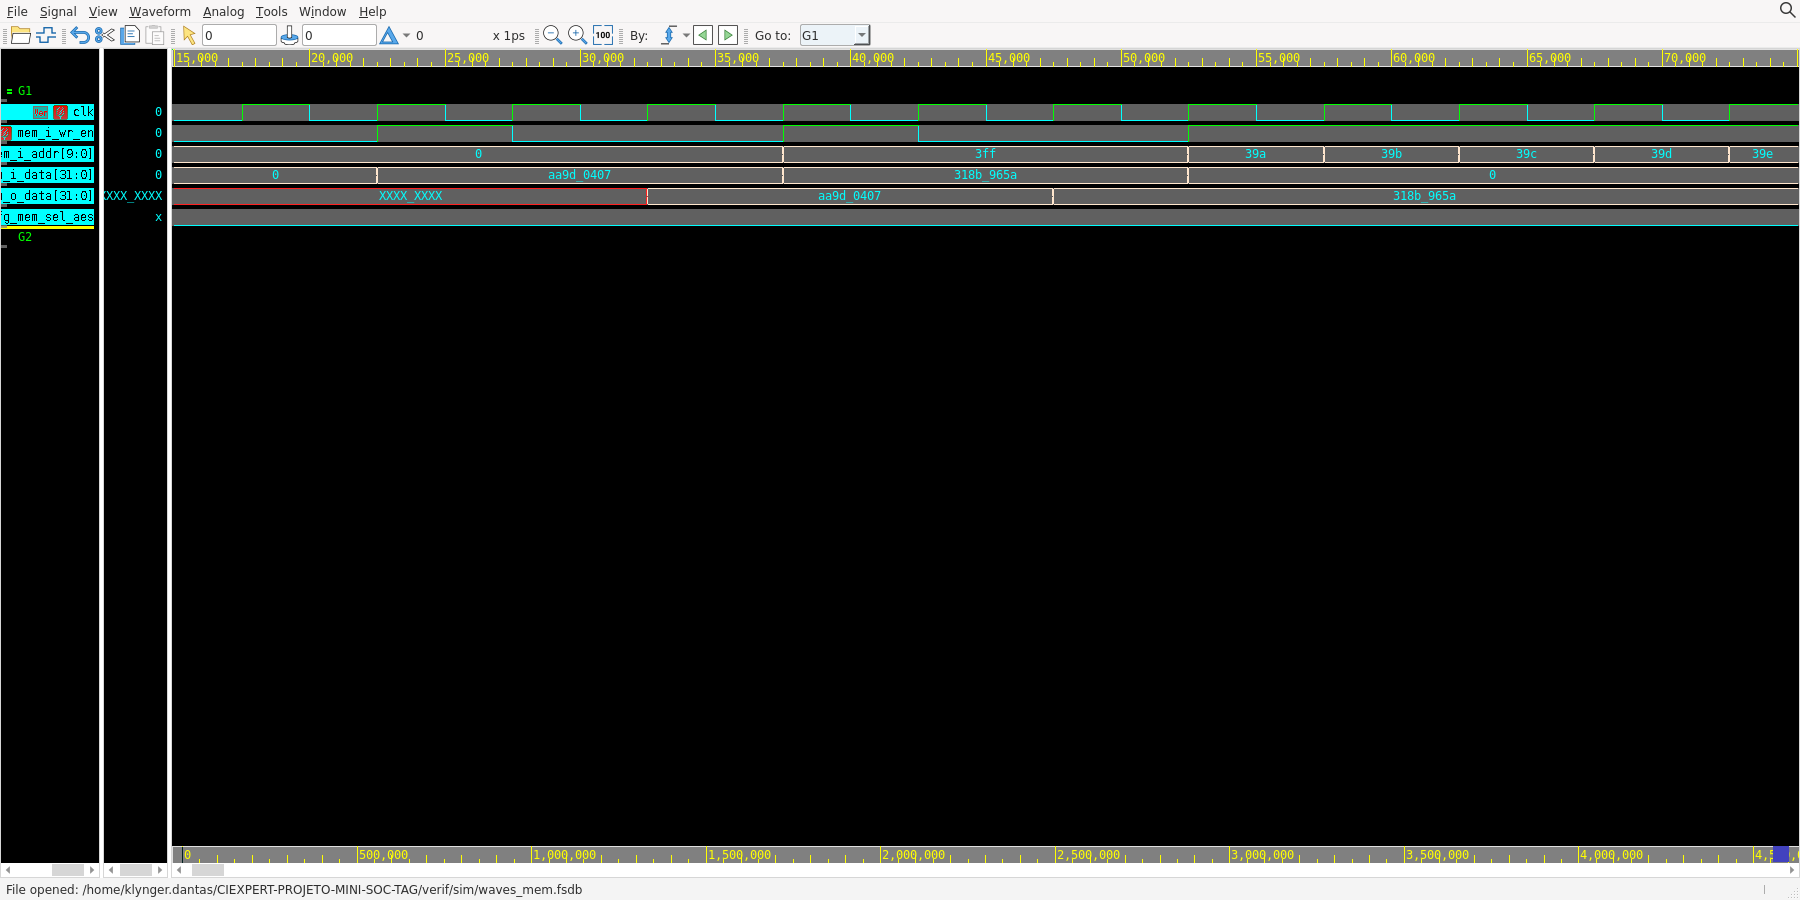 File Signal View Waveform Analog Tools Window Help
0 0 0 x 1ps 100 By: Go to: G1
15,000 20,000 25,000 30,000 35,000 40,000 45,000 50,000 55,000 60,000 65,000 70,000
= G1
clk 0
mem_i_wr_en 0
em_i_addr[9:0] 0 0 3ff 39a 39b 39c 39d 39e
_i_data[31:0] 0 0 aa9d_0407 318b_965a 0
_o_data[31:0] XXXX_XXXX XXXX_XXXX aa9d_0407 318b_965a
g_mem_sel_aes x
G2
0 500,000 1,000,000 1,500,000 2,000,000 2,500,000 3,000,000 3,500,000 4,000,000
File opened: /home/klynger.dantas/CIEXPERT-PROJETO-MINI-SOC-TAG/verif/sim/waves_mem.fsdb